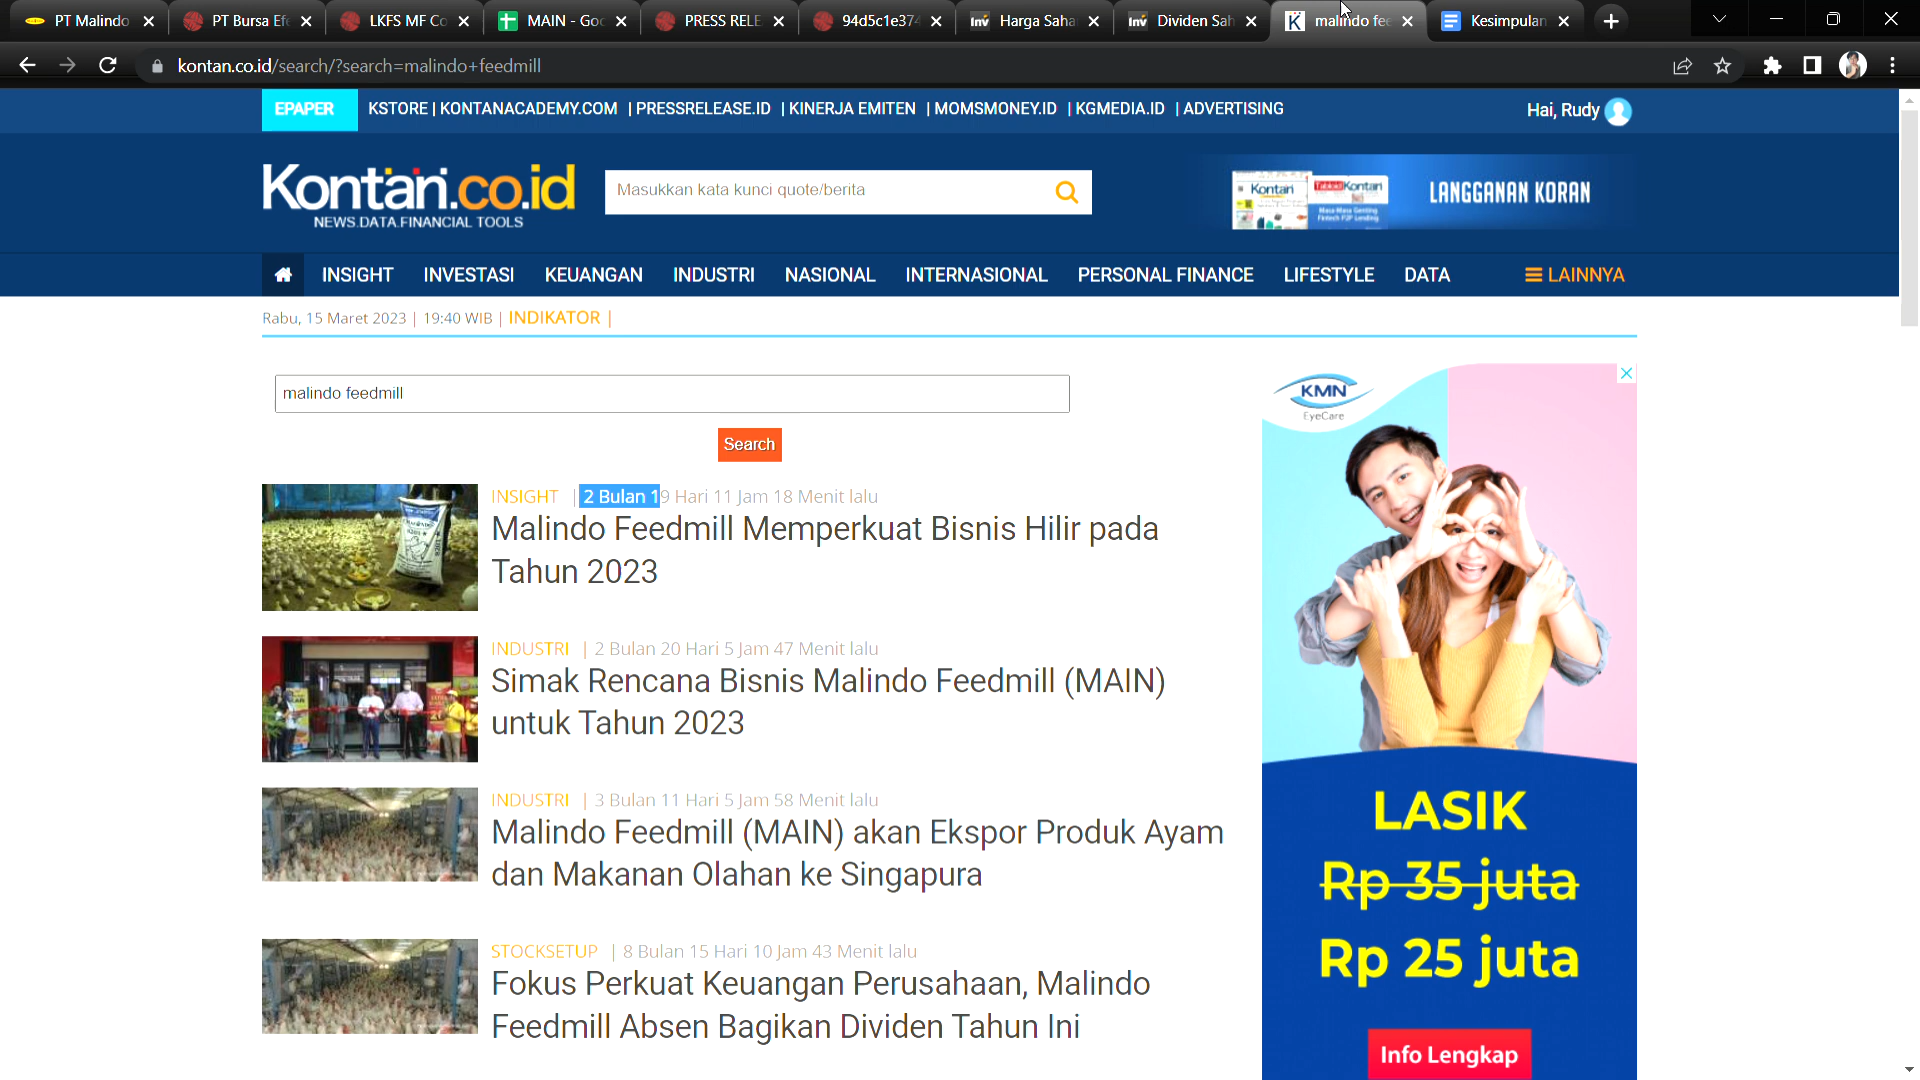 PT Malindo
PT Bursa Efe
LKFS MF Co
MAIN - Goo
PRESS RELE
94d5c1e374
Harga Saha
Dividen Sah
malindo fee
Kesimpulan
kontan.co.id/search/?search=malindo+feedmill
EPAPER
KSTORE | KONTANACADEMY.COM | PRESSRELEASE.ID | KINERJA EMITEN | MOMSMONEY.ID | KGMEDIA.ID | ADVERTISING
Hai, Rudy
Kontan.co.id
NEWS.DATA.FINANCIAL TOOLS
Masukkan kata kunci quote/berita
Kontan
Tabloid Kontan
LANGGANAN KORAN
INSIGHT INVESTASI KEUANGAN INDUSTRI NASIONAL INTERNASIONAL PERSONAL FINANCE LIFESTYLE DATA
LAINNYA
Rabu, 15 Maret 2023 | 19:40 WIB | INDIKATOR |
malindo feedmill
Search
INSIGHT | 2 Bulan 19 Hari 11 Jam 18 Menit lalu
Malindo Feedmill Memperkuat Bisnis Hilir pada
Tahun 2023
INDUSTRI | 2 Bulan 20 Hari 5 Jam 47 Menit lalu
Simak Rencana Bisnis Malindo Feedmill (MAIN)
untuk Tahun 2023
INDUSTRI | 3 Bulan 11 Hari 5 Jam 58 Menit lalu
Malindo Feedmill (MAIN) akan Ekspor Produk Ayam
dan Makanan Olahan ke Singapura
STOCKSETUP | 8 Bulan 15 Hari 10 Jam 43 Menit lalu
Fokus Perkuat Keuangan Perusahaan, Malindo
Feedmill Absen Bagikan Dividen Tahun Ini
KMN
EyeCare
LASIK
Rp 35 juta
Rp 25 juta
Info Lengkap